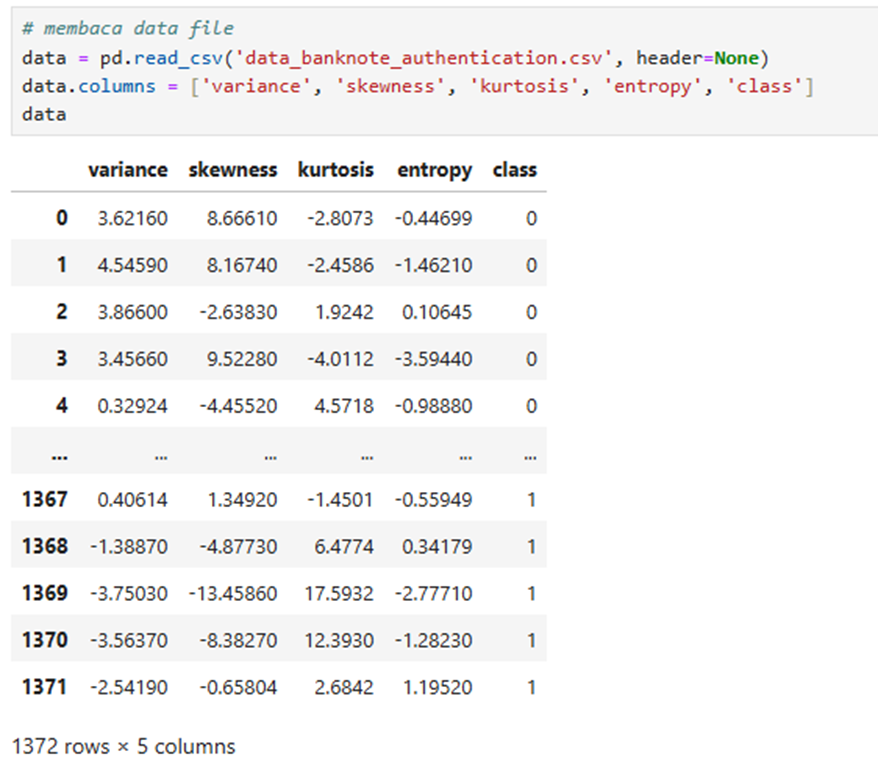 # membaca data file
data = pd.read_csv('data_banknote_authentication.csv', header=None)
data.columns = ['variance', 'skewness', 'kurtosis', 'entropy', 'class']
data
variance skewness kurtosis entropy class
0 3.62160 8.66610 -2.8073 -0.44699 0
1 4.54590 8.16740 -2.4586 -1.46210 0
2 3.86600 -2.63830 1.9242 0.10645 0
3 3.45660 9.52280 -4.0112 -3.59440 0
4 0.32924 -4.45520 4.5718 -0.98880 0
... ... ... ... ... ...
1367 0.40614 1.34920 -1.4501 -0.55949 1
1368 -1.38870 -4.87730 6.4774 0.34179 1
1369 -3.75030 -13.45860 17.5932 -2.77710 1
1370 -3.56370 -8.38270 12.3930 -1.28230 1
1371 -2.54190 -0.65804 2.6842 1.19520 1
1372 rows × 5 columns